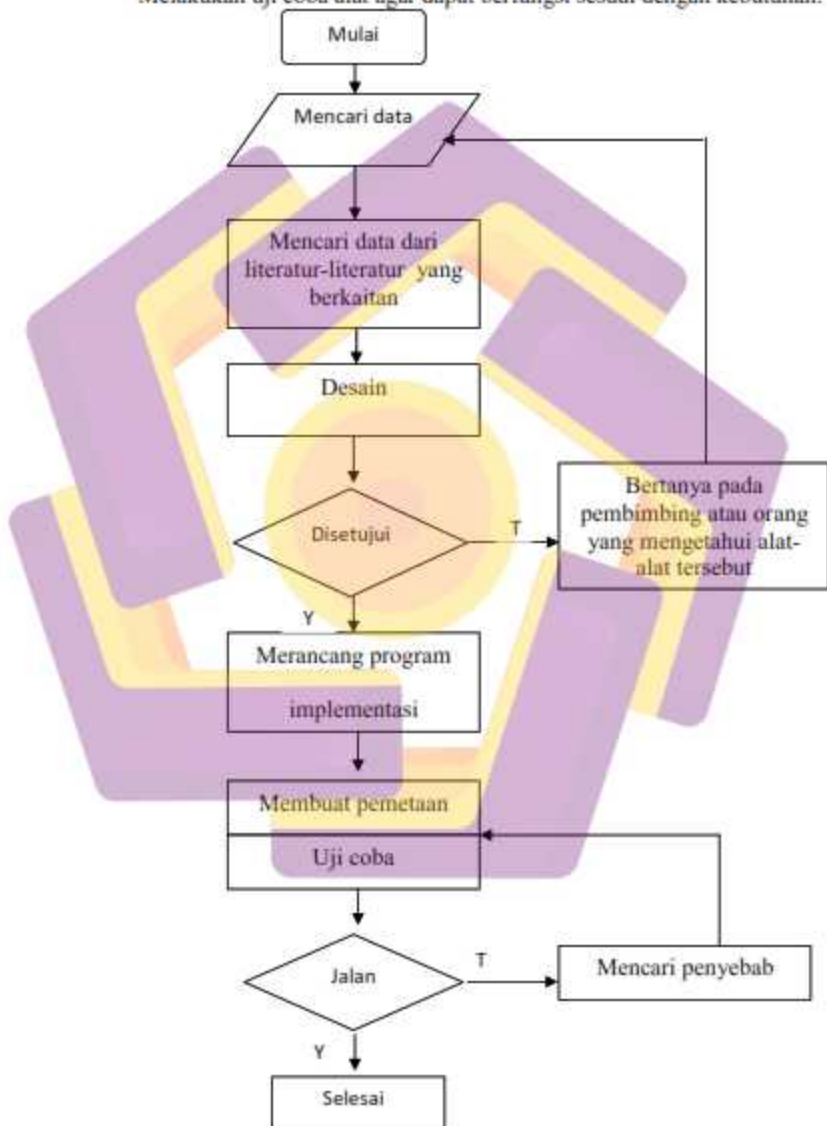 Melakukan uji coba alat agar dapat berfungsi sesuai dengan kebutuhan.
Mulai
Mencari data
Mencari data dari
literatur-literatur yang
berkaitan
Desain
Disetujui
T
Bertanya pada
pembimbing atau orang
yang mengetahui alat-
alat tersebut
Y
Merancang program
implementasi
Membuat pemetaan
Uji coba
Jalan
T
Mencari penyebab
Y
Selesai